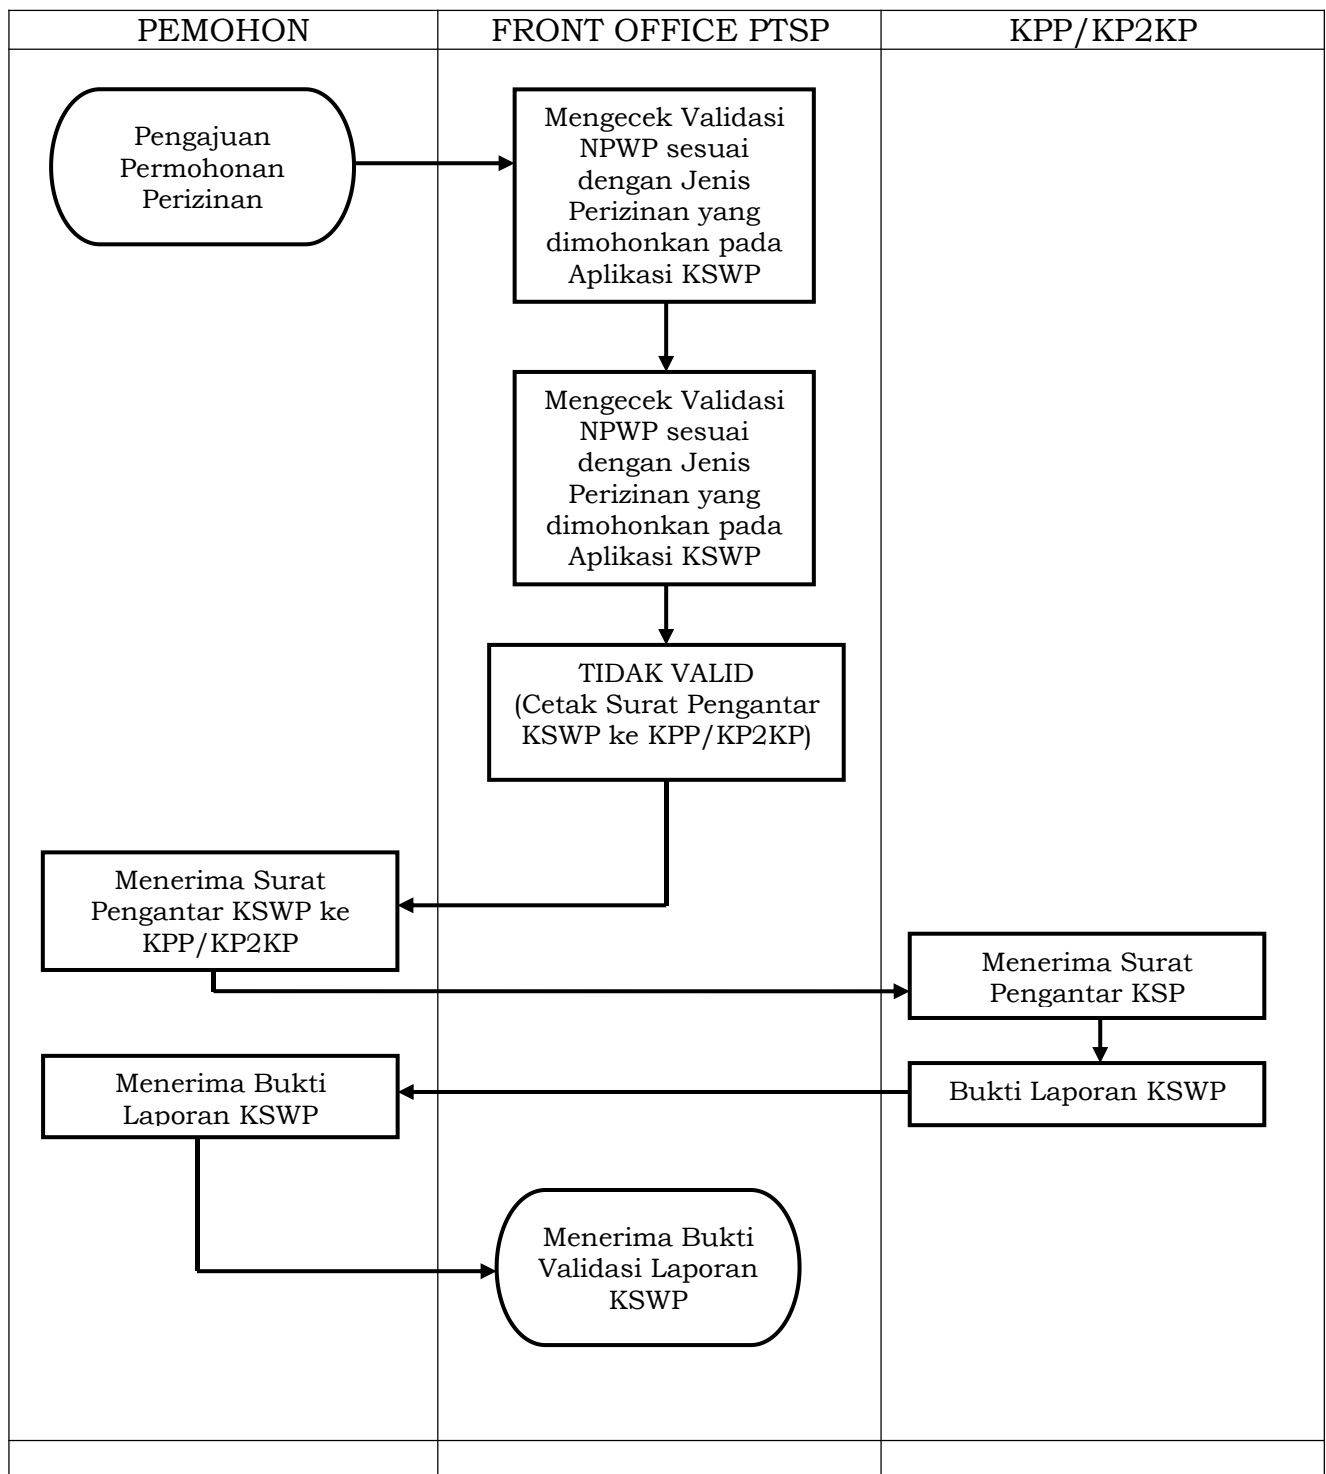 PEMOHON
FRONT OFFICE PTSP
KPP/KP2KP
Pengajuan
Permohonan
Perizinan
Mengecek Validasi
NPWP sesuai
dengan Jenis
Perizinan yang
dimohonkan pada
Aplikasi KSWP
Mengecek Validasi
NPWP sesuai
dengan Jenis
Perizinan yang
dimohonkan pada
Aplikasi KSWP
TIDAK VALID
(Cetak Surat Pengantar
KSWP ke KPP/KP2KP)
Menerima Surat
Pengantar KSWP ke
KPP/KP2KP
Menerima Surat
Pengantar KSP
Bukti Laporan KSWP
Menerima Bukti
Laporan KSWP
Menerima Bukti
Validasi Laporan
KSWP